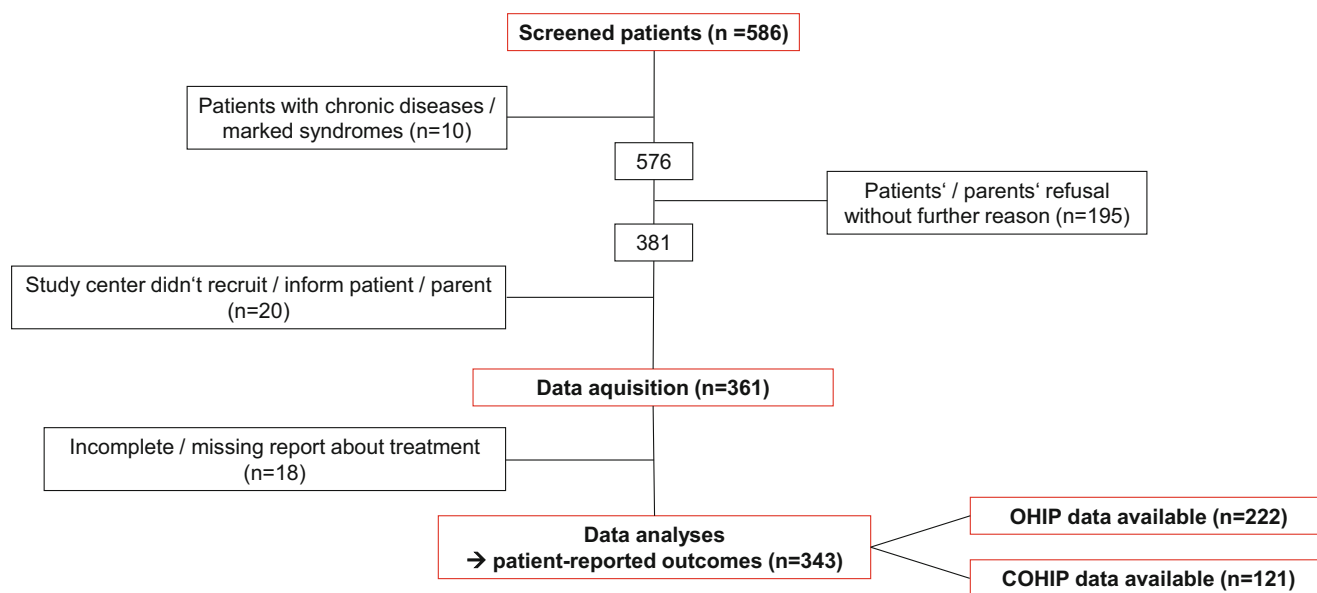 Screened patients (n =586)
Patients with chronic diseases /
marked syndromes (n=10)
576
Patients‘ / parents‘ refusal
without further reason (n=195)
381
Study center didn‘t recruit / inform patient / parent
(n=20)
Data aquisition (n=361)
Incomplete / missing report about treatment
(n=18)
Data analyses
→ patient-reported outcomes (n=343)
OHIP data available (n=222)
COHIP data available (n=121)